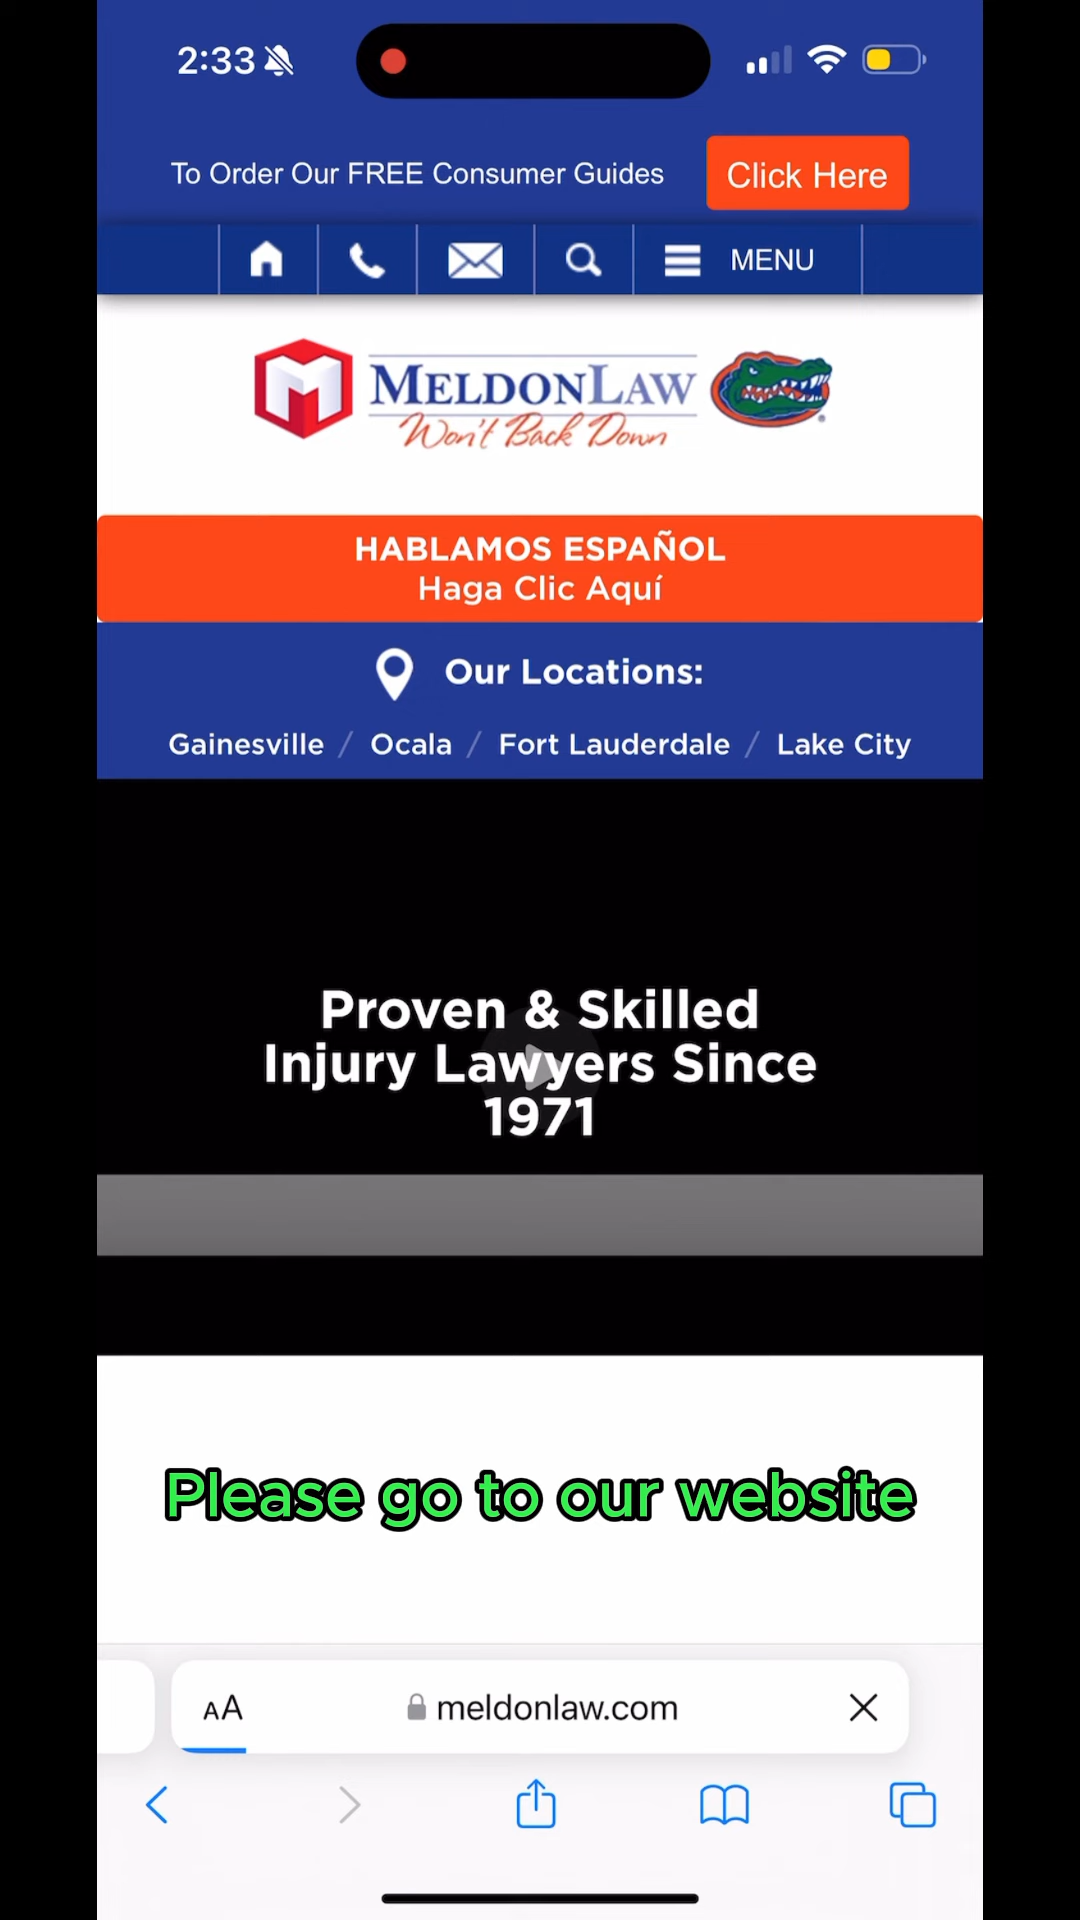 2:33
To Order Our FREE Consumer Guides
Click Here
MENU
MELDONLAW
Won't Back Down
HABLAMOS ESPAÑOL
Haga Clic Aquí
Our Locations:
Gainesville / Ocala / Fort Lauderdale / Lake City
Proven & Skilled
Injury Lawyers Since
1971
Please go to our website
AA
meldonlaw.com